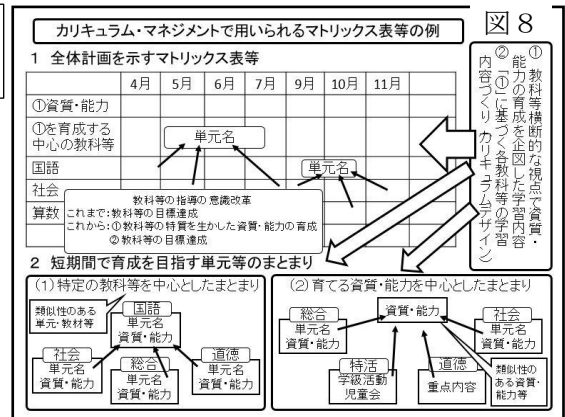 カリキュラム・マネジメントで用いられるマトリックス表等の例
図８
1 全体計画を示すマトリックス表等
4月 5月 6月 7月 9月 10月 11月
①資質・能力
①を育成する
中心の教科等
単元名
国語
単元名
社会
算数
教科等の指導の意識改革
これまで:教科等の目標達成
これから:①教科等の特質を生かした資質・能力の育成
②教科等の目標達成
① 教科等横断的な視点で資質・
能力の育成を企図した学習内容
② 「①」に基づく各教科等の学習
内容づくり(カリキュラムデザイン)
2 短期間で育成を目指す単元等のまとまり
(1)特定の教科等を中心としたまとまり
類似性のある
単元・教材等
国語
単元名
資質・能力
社会
単元名
資質・能力
総合
単元名
資質・能力
道徳
単元名
資質・能力
(2)育てる資質・能力を中心としたまとまり
資質・能力
総合
単元名
資質・能力
社会
単元名
資質・能力
特活
学級活動
児童会
道徳
重点内容
類似性の
ある資質・
能力等